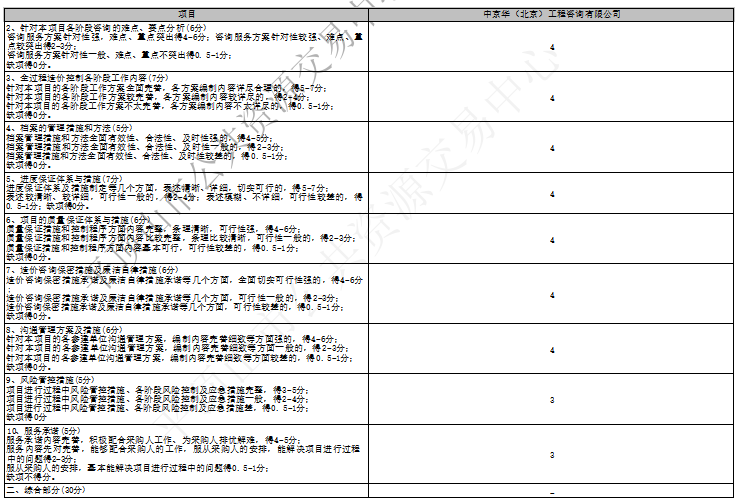 项目 中京华（北京）工程咨询有限公司
2、针对本项目各阶段咨询的难点、要点分析(6分)
咨询服务方案针对性强，难点、重点突出得4-6分；咨询服务方案针对性较强、难点、重
点较突出得2-3分；
咨询服务方案针对性一般、难点、重点不突出得0.5-1分；
缺项得0分。
4
3、全过程造价控制各阶段工作内容(7分)
针对本项目的各阶段工作方案全面完善，各方案编制内容详尽合理的，得5-7分；
针对本项目的各阶段工作方案较完善，各方案编制内容较详尽的，得2-4分；
针对本项目的各阶段工作方案不太完善，各方案编制内容不太详尽的，得0.5-1分；
缺项得0分。
4
4、档案的管理措施和方法(5分)
档案管理措施和方法全面有效性、合法性、及时性强的，得4-5分；
档案管理措施和方法全面有效性、合法性、及时性一般的，得2-3分；
档案管理措施和方法全面有效性、合法性、及时性较差的，得0.5-1分；
缺项得0分。
4
5、进度保证体系与措施(7分)
进度保证体系及措施制定等几个方面，表述清晰、详细，切实可行的，得5-7分；
表述较清晰、较详细，可行性一般的，得2-4分；表述模糊、不详细，可行性较差的，得
0.5-1分；缺项得0分。
4
6、项目的质量保证体系与措施(6分)
质量保证措施和控制程序方面内容完整，条理清晰，可行性强，得4-6分；
质量保证措施和控制程序方面内容比较完整，条理比较清晰，可行性一般的，得2-3分；
质量保证措施和控制程序方面内容基本可行，可行性较差的，得0.5-1分；
缺项得0分。
4
7、造价咨询保密措施及廉洁自律措施(6分)
造价咨询保密措施承诺及廉洁自律措施承诺等几个方面，全面切实可行性强的，得4-6分
；
造价咨询保密措施承诺及廉洁自律措施承诺等几个方面，可行性一般的，得2-3分；
造价咨询保密措施承诺及廉洁自律措施承诺等几个方面，可行性较差的，得0.5-1分；
缺项得0分。
4
8、沟通管理方案及措施(6分)
针对本项目的各参建单位沟通管理方案，编制内容完善细致等方面强的，得4-6分；
针对本项目的各参建单位沟通管理方案，编制内容完善细致等方面一般的，得2-3分；
针对本项目的各参建单位沟通管理方案，编制内容完善细致等方面较差的，得0.5-1分；
缺项得0分。
4
9、风险管控措施(5分)
项目进行过程中风险管控措施、各阶段风险控制及应急措施完整，得3-5分；
项目进行过程中风险管控措施、各阶段风险控制及应急措施一般，得2-4分；
项目进行过程中风险管控措施、各阶段风险控制及应急措施差，得0.5-1分；
缺项得0分
3
10、服务承诺(5分)
服务承诺内容完善，积极配合采购人工作、为采购人排忧解难，得4-5分；
服务内容先对完善，能够配合采购人的工作，服从采购人的安排，能解决项目进行过程
中的问题得2-3分；
服从采购人的安排，基本能解决项目进行过程中的问题得0.5-1分；
缺项不得分。
3
二、综合部分(30分) –